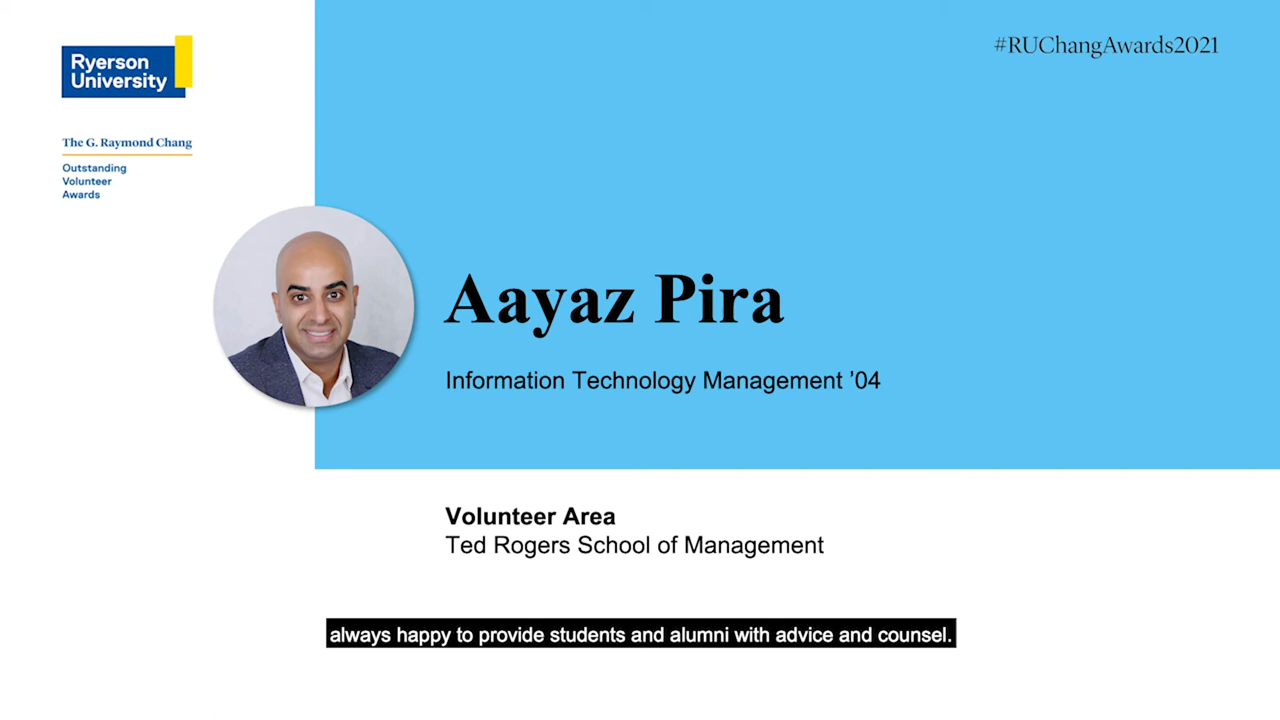 Ryerson
University
#RUChangAwards2021
The G. Raymond Chang
Outstanding
Volunteer
Awards
Aayaz Pira
Information Technology Management ’04
Volunteer Area
Ted Rogers School of Management
always happy to provide students and alumni with advice and counsel.